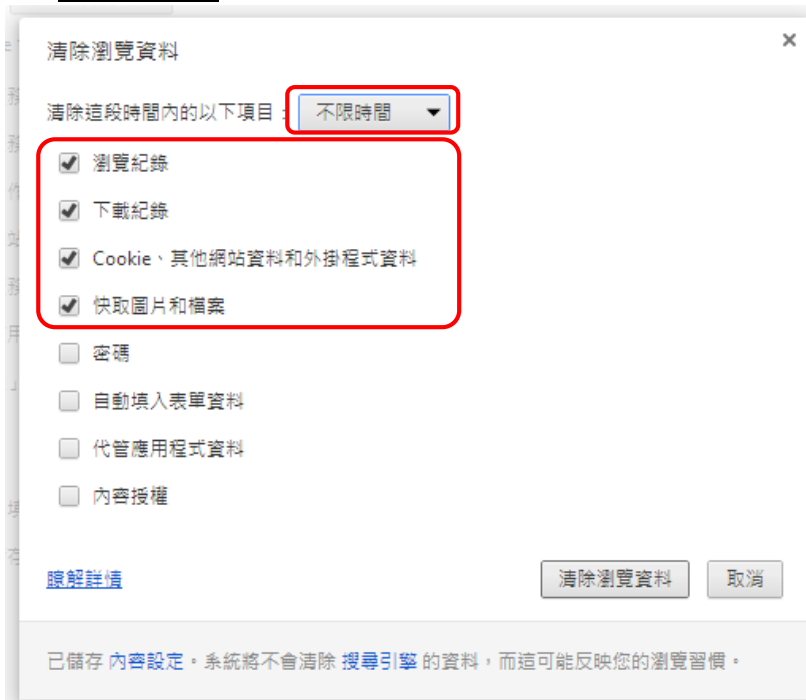 清除瀏覽資料
清除這段時間內的以下項目： 不限時間
瀏覽紀錄
下載紀錄
Cookie、其他網站資料和外掛程式資料
快取圖片和檔案
密碼
自動填入表單資料
代管應用程式資料
內容授權
瞭解詳情 清除瀏覽資料 取消
已儲存 內容設定。系統將不會清除 搜尋引擎 的資料，而這可能反映您的瀏覽習慣。